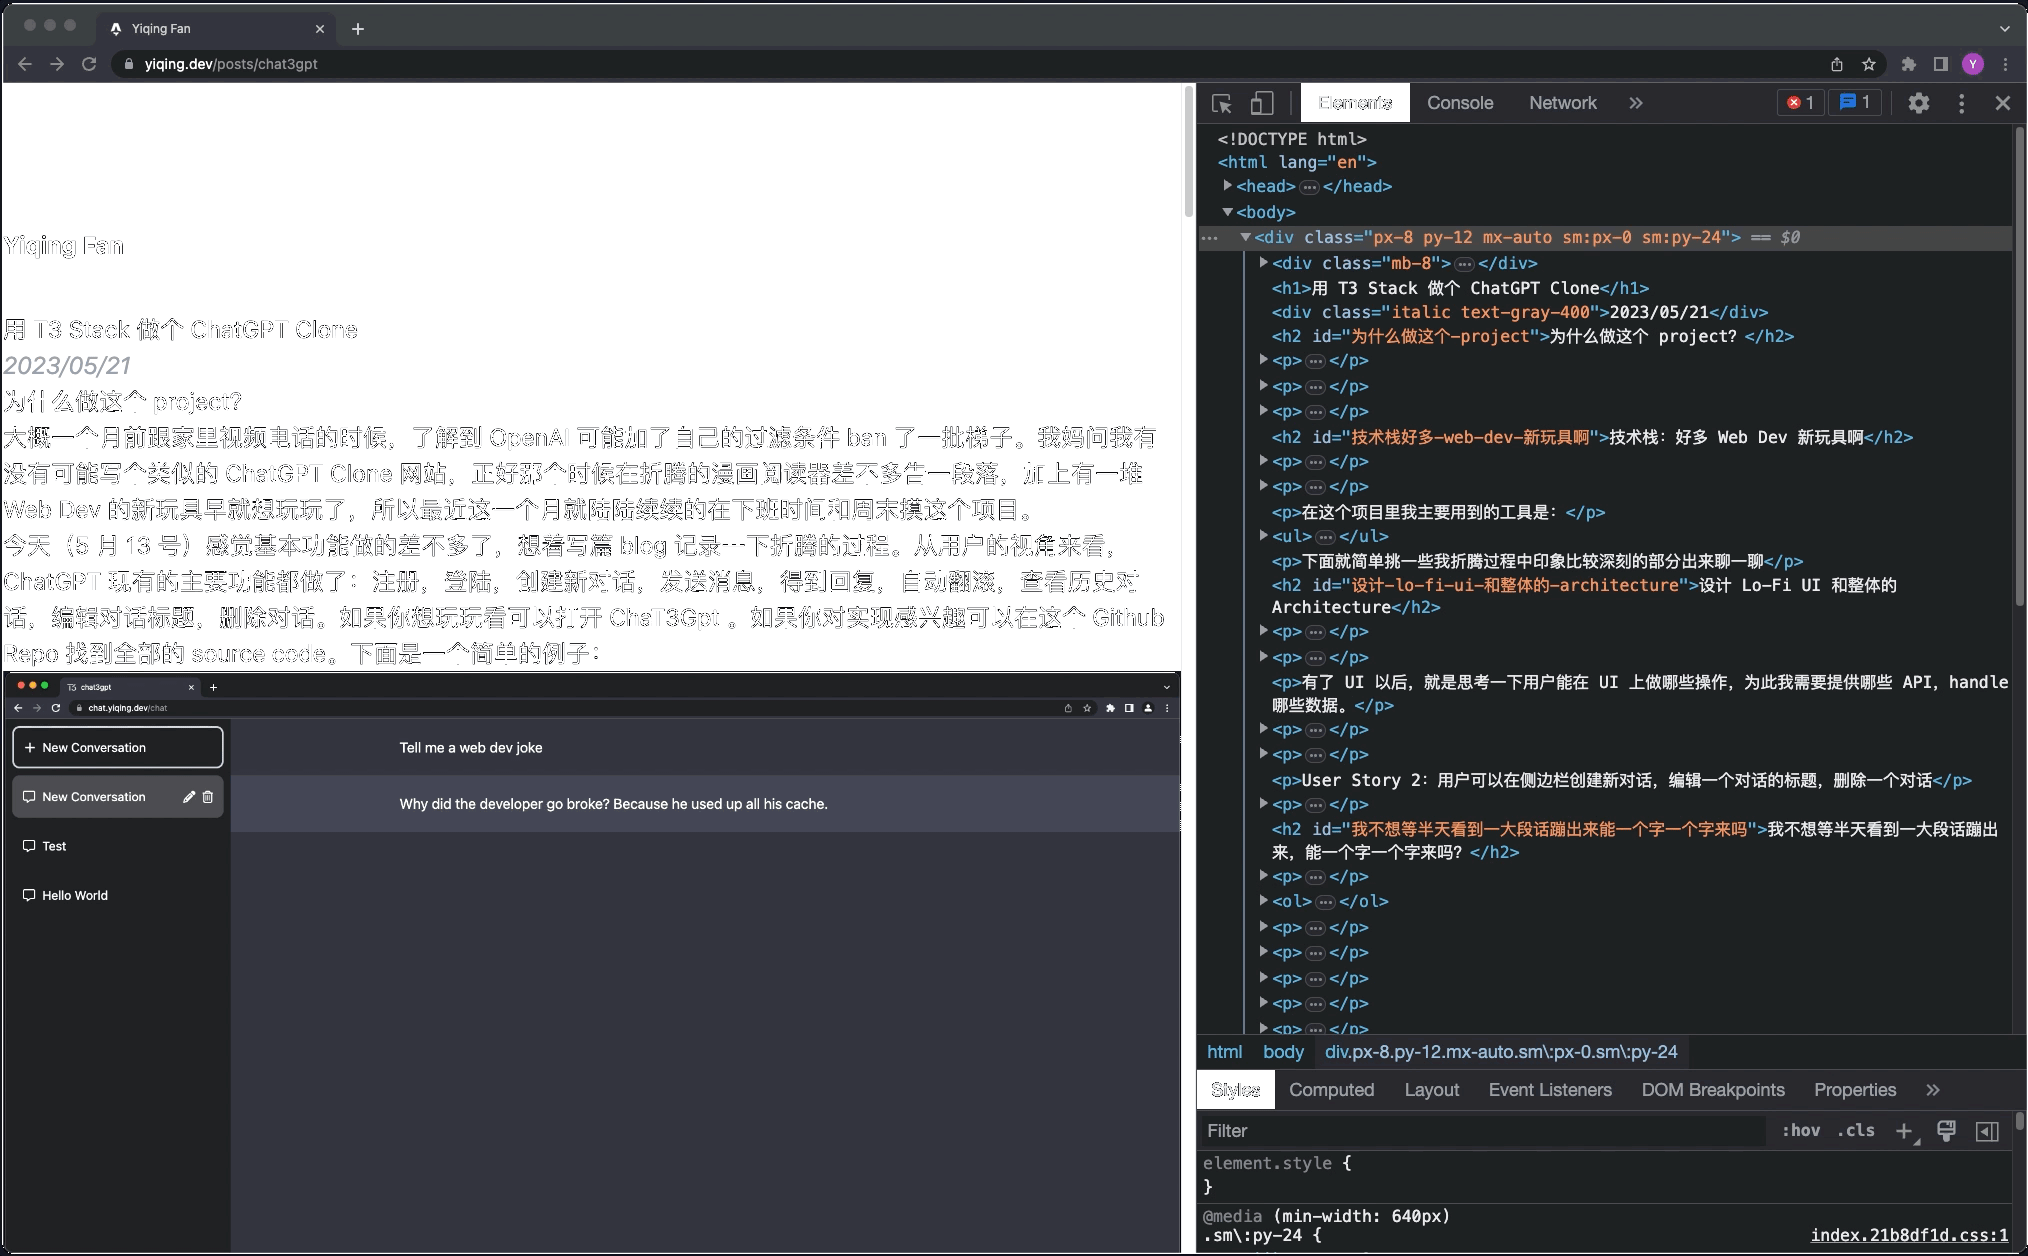 Yiqing Fan
yiqing.dev/posts/chat3gpt
Y
Yiqing Fan
用 T3 Stack 做个 ChatGPT Clone
2023/05/21
为什么做这个 project?
大概一个月前跟家里视频电话的时候，了解到 OpenAI 可能加了自己的过滤条件 ban 了一批梯子。我妈问我有
没有可能写个类似的 ChatGPT Clone 网站，正好那个时候在折腾的漫画阅读器差不多告一段落，加上有一堆
Web Dev 的新玩具早就想玩玩了，所以最近这一个月就陆陆续续的在下班时间和周末摸这个项目。
今天（5 月 13 号）感觉基本功能做的差不多了，想着写篇 blog 记录一下折腾的过程。从用户的视角来看，
ChatGPT 现有的主要功能都做了：注册，登陆，创建新对话，发送消息，得到回复，自动翻滚，查看历史对
话，编辑对话标题，删除对话。如果你想玩玩看可以打开 ChaT3Gpt 。如果你对实现感兴趣可以在这个 Github
Repo 找到全部的 source code。下面是一个简单的例子：
T3 chat3gpt
chat.yiqing.dev/chat
+ New Conversation
New Conversation
Test
Hello World
Tell me a web dev joke
Why did the developer go broke? Because he used up all his cache.
Elements Console Network » 1 1
<!DOCTYPE html>
<html lang="en">
<head>…</head>
<body>
… <div class="px-8 py-12 mx-auto sm:px-0 sm:py-24"> == $0
<div class="mb-8">…</div>
<h1>用 T3 Stack 做个 ChatGPT Clone</h1>
<div class="italic text-gray-400">2023/05/21</div>
<h2 id="为什么做这个-project">为什么做这个 project? </h2>
<p>…</p>
<p>…</p>
<p>…</p>
<h2 id="技术栈好多-web-dev-新玩具啊">技术栈：好多 Web Dev 新玩具啊</h2>
<p>…</p>
<p>…</p>
<p>在这个项目里我主要用到的工具是：</p>
<ul>…</ul>
<p>下面就简单挑一些我折腾过程中印象比较深刻的部分出来聊一聊</p>
<h2 id="设计-lo-fi-ui-和整体的-architecture">设计 Lo-Fi UI 和整体的
Architecture</h2>
<p>…</p>
<p>…</p>
<p>有了 UI 以后，就是思考一下用户能在 UI 上做哪些操作，为此我需要提供哪些 API，handle
哪些数据。</p>
<p>…</p>
<p>…</p>
<p>User Story 2：用户可以在侧边栏创建新对话，编辑一个对话的标题，删除一个对话</p>
<p>…</p>
<h2 id="我不想等半天看到一大段话蹦出来能一个字一个字来吗">我不想等半天看到一大段话蹦出
来，能一个字一个字来吗？</h2>
<p>…</p>
<ol>…</ol>
<p>…</p>
<p>…</p>
<p>…</p>
<p>…</p>
<p>…</p>
html body div.px-8.py-12.mx-auto.sm\:px-0.sm\:py-24
Styles Computed Layout Event Listeners DOM Breakpoints Properties »
Filter :hov .cls +
element.style {
}
@media (min-width: 640px)
.sm\:py-24 { index.21b8df1d.css:1